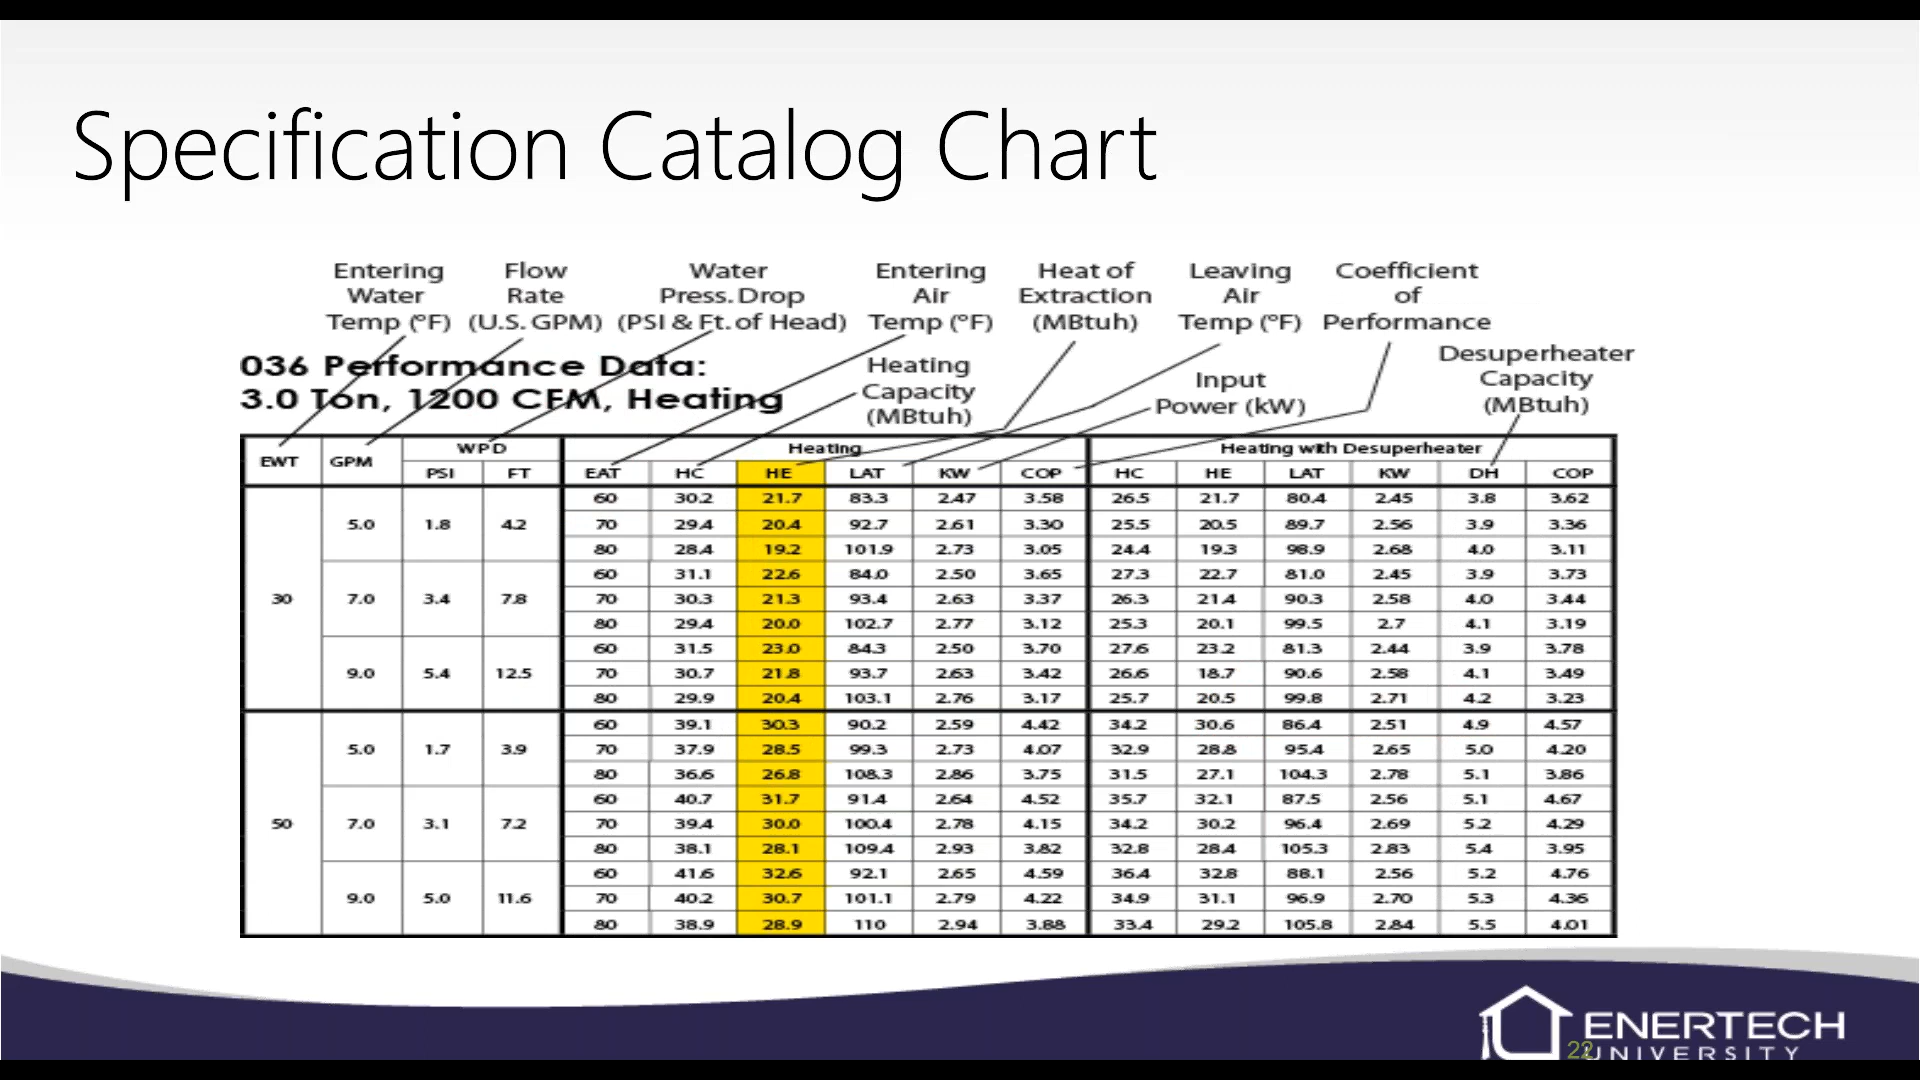 Specification Catalog Chart
Entering Water Temp (°F)
Flow Rate (U.S. GPM)
Water Press. Drop (PSI & Ft. of Head)
Entering Air Temp (°F)
Heat of Extraction (MBtuh)
Leaving Air Temp (°F)
Coefficient of Performance
036 Performance Data:
3.0 Ton, 1200 CFM, Heating
Heating Capacity (MBtuh)
Input Power (kW)
Desuperheater Capacity (MBtuh)
EWT GPM WPD Heating Heating with Desuperheater
PSI FT EAT HC HE LAT KW COP HC HE LAT KW DH COP
60 30.2 21.7 83.3 2.47 3.58 26.5 21.7 80.4 2.45 3.8 3.62
5.0 1.8 4.2 70 29.4 20.4 92.7 2.61 3.30 25.5 20.5 89.7 2.56 3.9 3.36
80 28.4 19.2 101.9 2.73 3.05 24.4 19.3 98.9 2.68 4.0 3.11
60 31.1 22.6 84.0 2.50 3.65 27.3 22.7 81.0 2.45 3.9 3.73
30 7.0 3.4 7.8 70 30.3 21.3 93.4 2.63 3.37 26.3 21.4 90.3 2.58 4.0 3.44
80 29.4 20.0 102.7 2.77 3.12 25.3 20.1 99.5 2.7 4.1 3.19
60 31.5 23.0 84.3 2.50 3.70 27.6 23.2 81.3 2.44 3.9 3.78
9.0 5.4 12.5 70 30.7 21.8 93.7 2.63 3.42 26.6 18.7 90.6 2.58 4.1 3.49
80 29.9 20.4 103.1 2.76 3.17 25.7 20.5 99.8 2.71 4.2 3.23
60 39.1 30.3 90.2 2.59 4.42 34.2 30.6 86.4 2.51 4.9 4.57
5.0 1.7 3.9 70 37.9 28.5 99.3 2.73 4.07 32.9 28.8 95.4 2.65 5.0 4.20
80 36.6 26.8 108.3 2.86 3.75 31.5 27.1 104.3 2.78 5.1 3.86
60 40.7 31.7 91.4 2.64 4.52 35.7 32.1 87.5 2.56 5.1 4.67
50 7.0 3.1 7.2 70 39.4 30.0 100.4 2.78 4.15 34.2 30.2 96.4 2.69 5.2 4.29
80 38.1 28.1 109.4 2.93 3.82 32.8 28.4 105.3 2.83 5.4 3.95
60 41.6 32.6 92.1 2.65 4.59 36.4 32.8 88.1 2.56 5.2 4.76
9.0 5.0 11.6 70 40.2 30.7 101.1 2.79 4.22 34.9 31.1 96.9 2.70 5.3 4.36
80 38.9 28.9 110 2.94 3.88 33.4 29.2 105.8 2.84 5.5 4.01
ENERTECH
UNIVERSITY
22